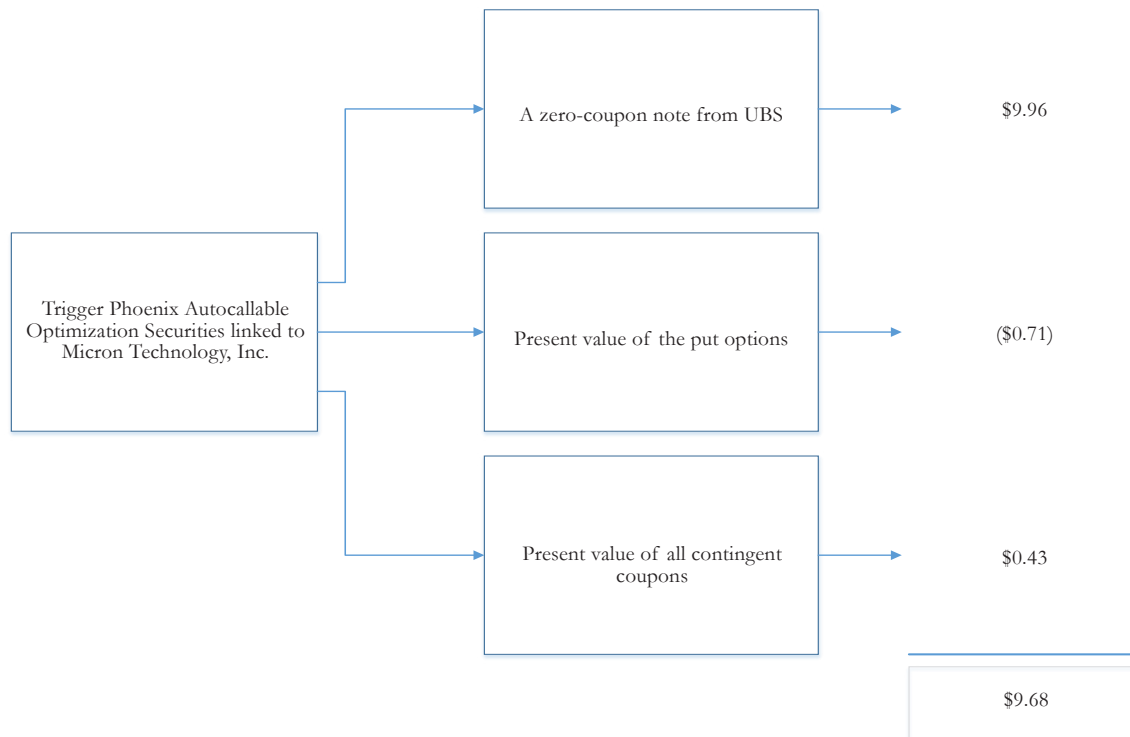 A zero-coupon note from UBS
$9.96
Trigger Phoenix Autocallable
Optimization Securities linked to
Micron Technology, Inc.
Present value of the put options
($0.71)
Present value of all contingent
coupons
$0.43
$9.68